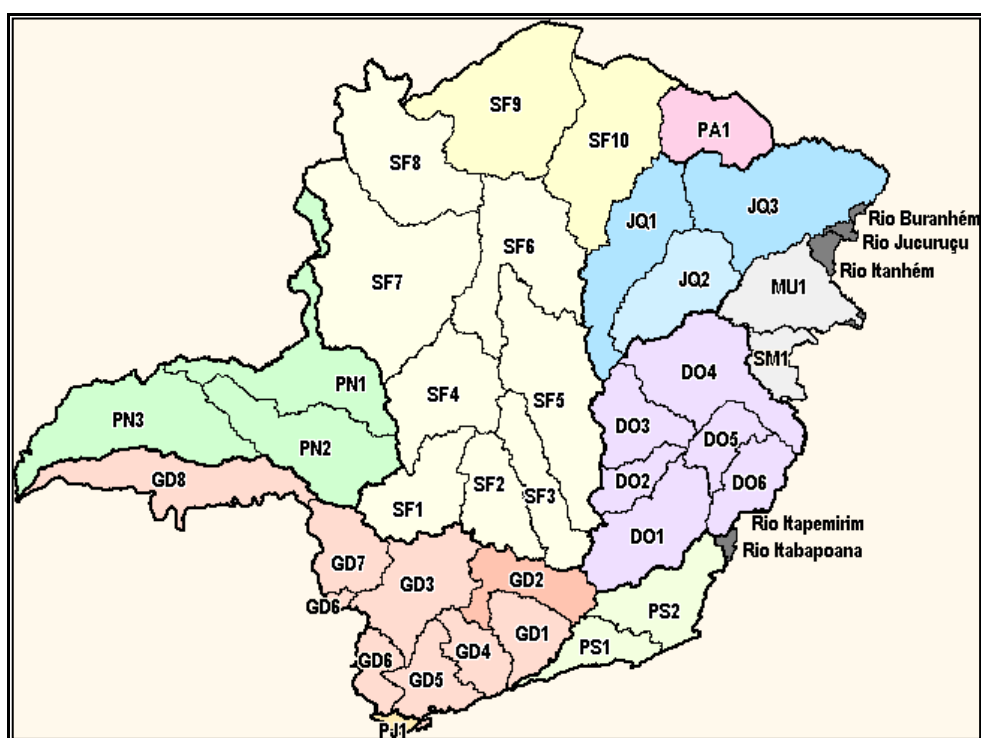 SF9
SF10
PA1
SF8
JQ3
JQ1
Rio Buranhém
Rio Jucuruçu
SF6
Rio Itanhém
SF7
JQ2
MU1
SM1
DO4
PN1
SF4
SF5
PN3
DO3
DO5
PN2
GD8
DO2
DO6
SF2
SF3
SF1
Rio Itapemirim
DO1
Rio Itabapoana
GD7
GD3
GD2
GD6
PS2
GD1
PS1
GD4
GD6
GD5
PJ1